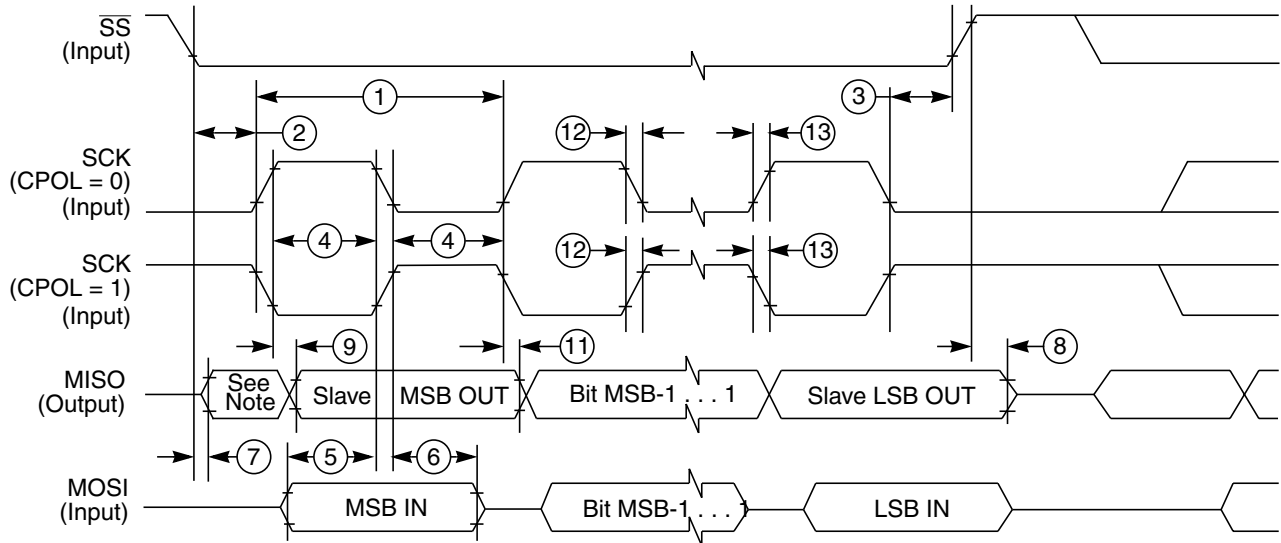 SS
(Input)
1
3
2
12
13
SCK
(CPOL = 0)
(Input)
4
4
SCK
(CPOL = 1)
(Input)
12
13
9
11
8
MISO
(Output)
See
Note
Slave
MSB OUT
Bit MSB-1 . . . 1
Slave LSB OUT
7
5
6
MOSI
(Input)
MSB IN
Bit MSB-1 . . . 1
LSB IN